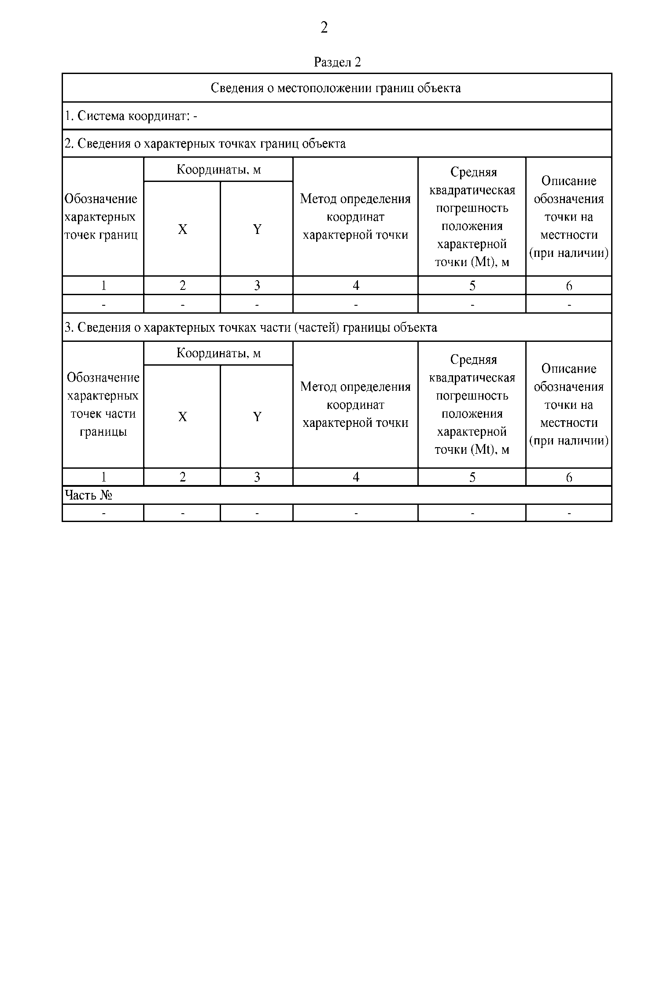 2
Раздел 2
Сведения о местоположении границ объекта
1. Система координат: -
2. Сведения о характерных точках границ объекта
Обозначение
характерных
точек границ
Координаты, м
X
Y
Метод определения
координат
характерной точки
Средняя
квадратическая
погрешность
положения
характерной
точки (Mt), м
Описание
обозначения
точки на
местности
(при наличии)
1 2 3 4 5 6
- - - - - -
3. Сведения о характерных точках части (частей) границы объекта
Обозначение
характерных
точек части
границы
Координаты, м
X
Y
Метод определения
координат
характерной точки
Средняя
квадратическая
погрешность
положения
характерной
точки (Mt), м
Описание
обозначения
точки на
местности
(при наличии)
1 2 3 4 5 6
Часть №
- - - - - -